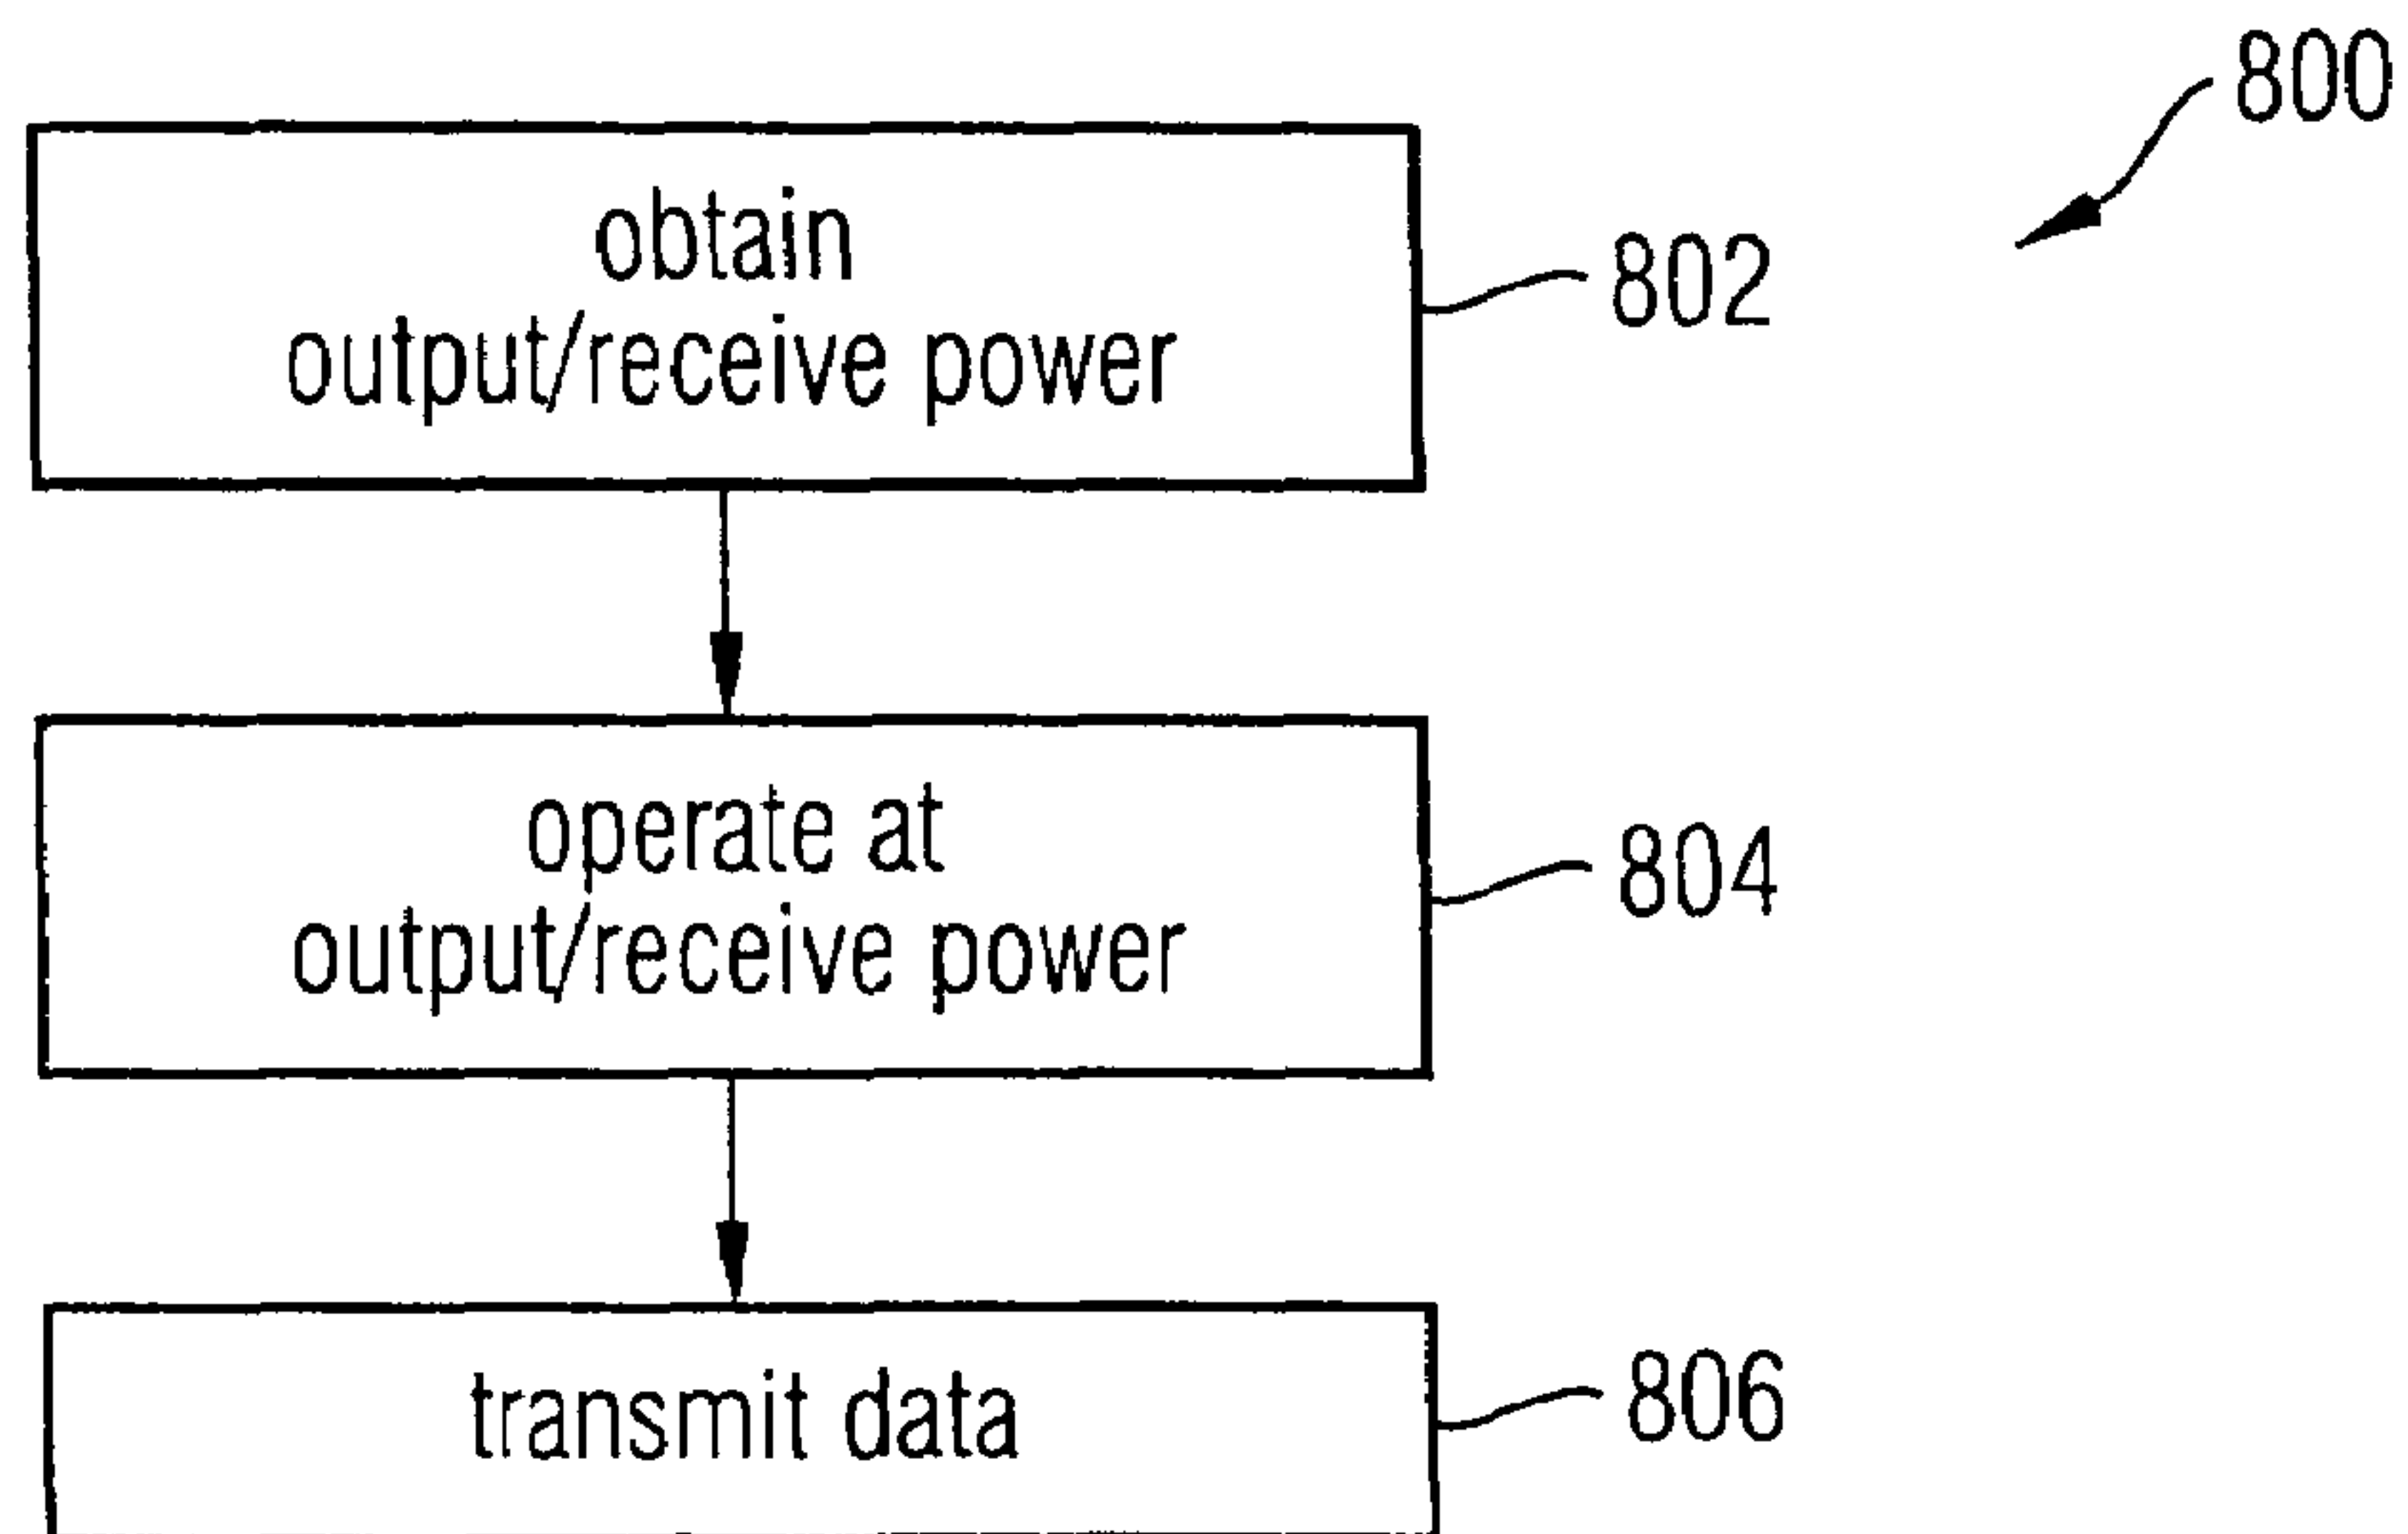 800
obtain
output/receive power
802
operate at
output/receive power
804
transmit data
806